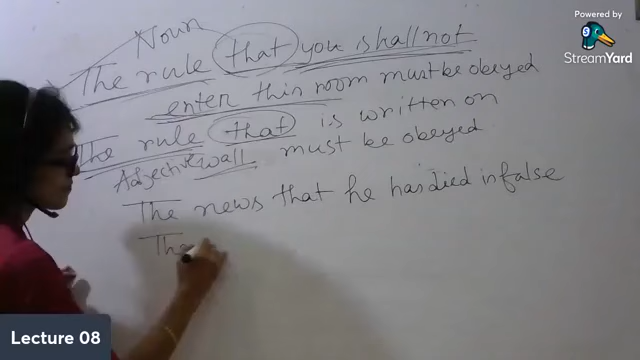 Powered by
StreamYard
Noun
The rule that you shall not
enter this room must be obeyed
The rule that is written on
Adjective wall must be obeyed.
The news that he has died is false
The
Lecture 08